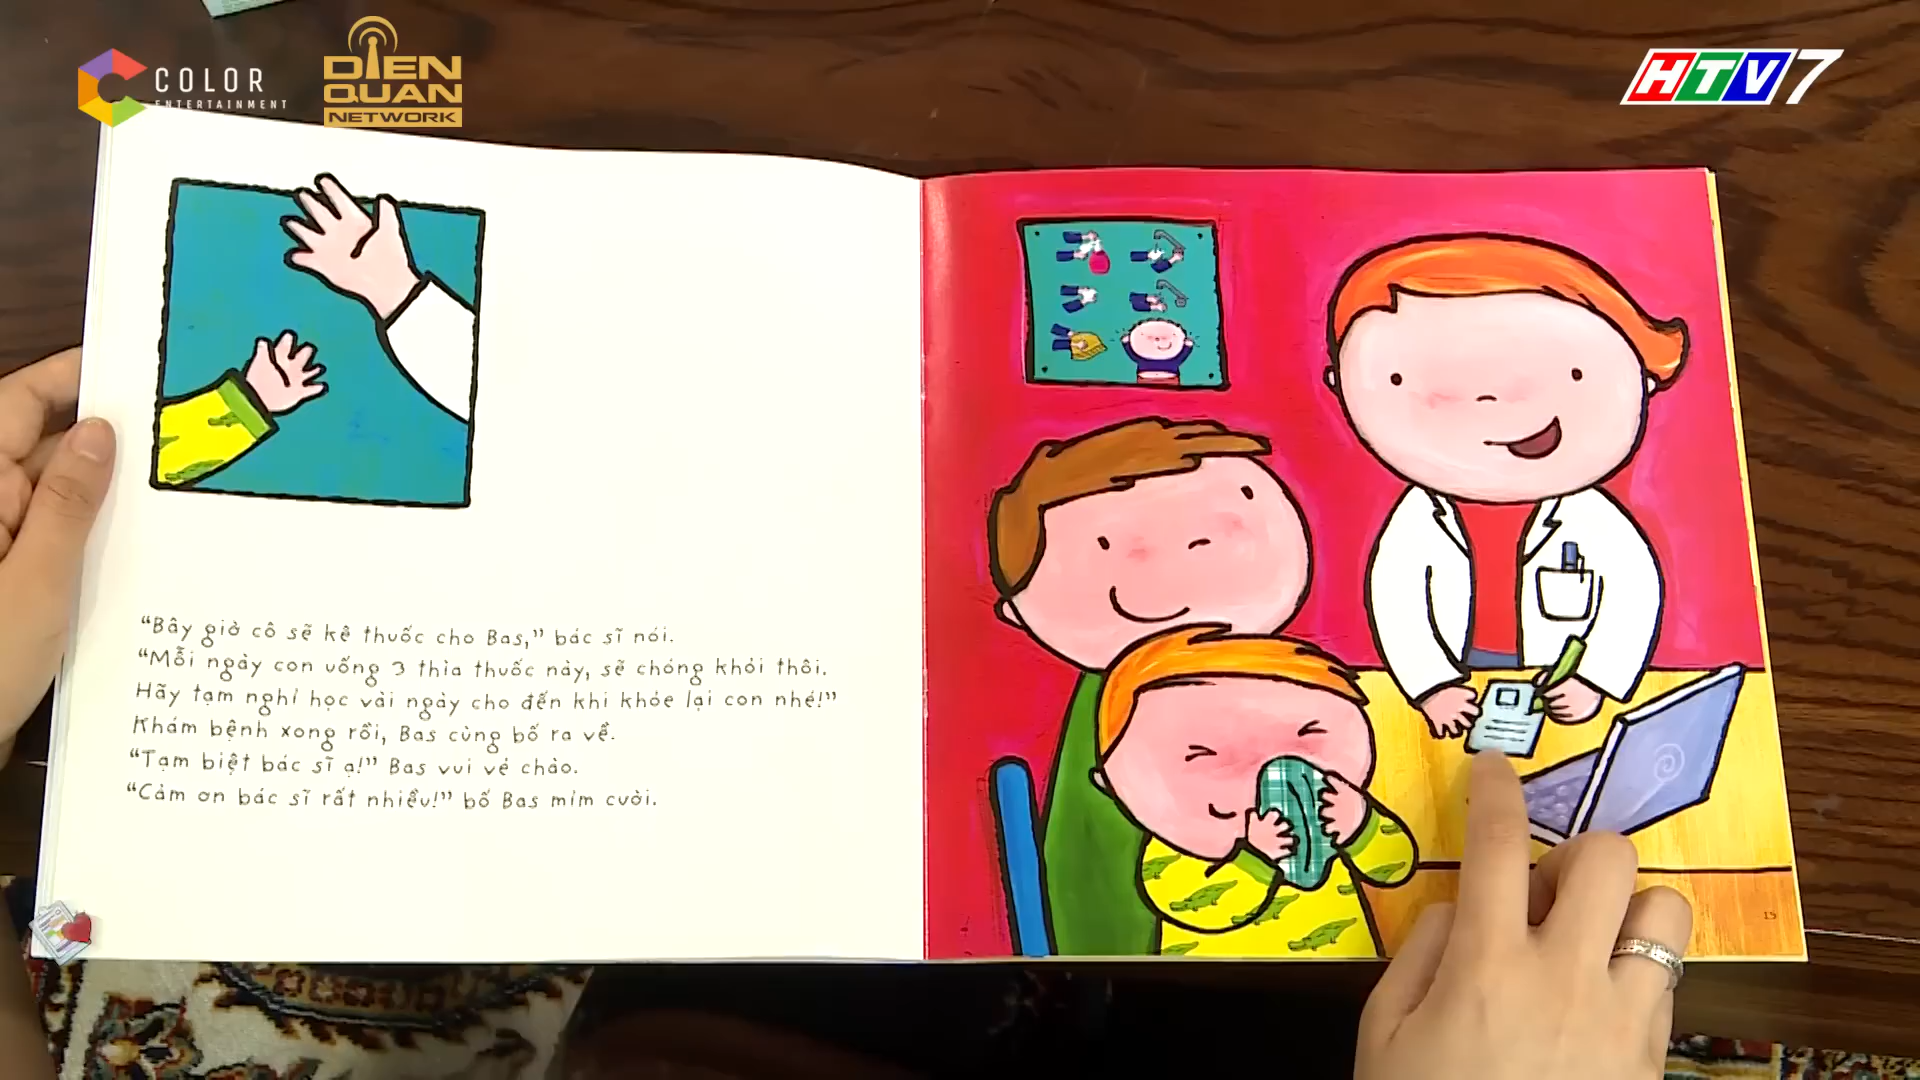 COLOR
ENTERTAINMENT
DIEN
QUAN
NETWORK
HTV7
“Bây giờ cô sẽ kê thuốc cho Bas,” bác sĩ nói.
“Mỗi ngày con uống 3 thìa thuốc này, sẽ chóng khỏi thôi.
Hãy tạm nghỉ học vài ngày cho đến khi khỏe lại con nhé!”
Khám bệnh xong rồi, Bas cùng bố ra về.
“Tạm biệt bác sĩ ạ!” Bas vui vẻ chào.
“Cảm ơn bác sĩ rất nhiều!” bố Bas mỉm cười.
15